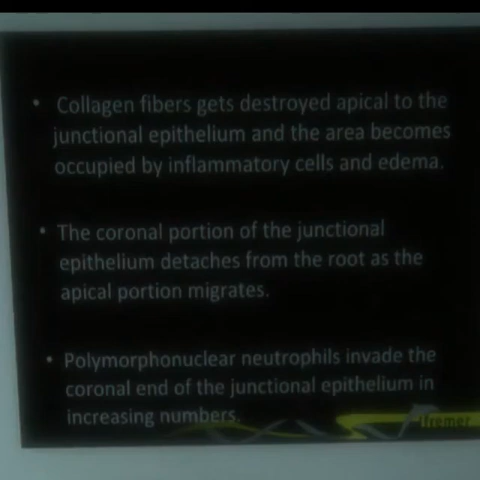 • Collagen fibers gets destroyed apical to the
junctional epithelium and the area becomes
occupied by inflammatory cells and edema.
• The coronal portion of the junctional
epithelium detaches from the root as the
apical portion migrates.
• Polymorphonuclear neutrophils invade the
coronal end of the junctional epithelium in
increasing numbers.
Ifremer